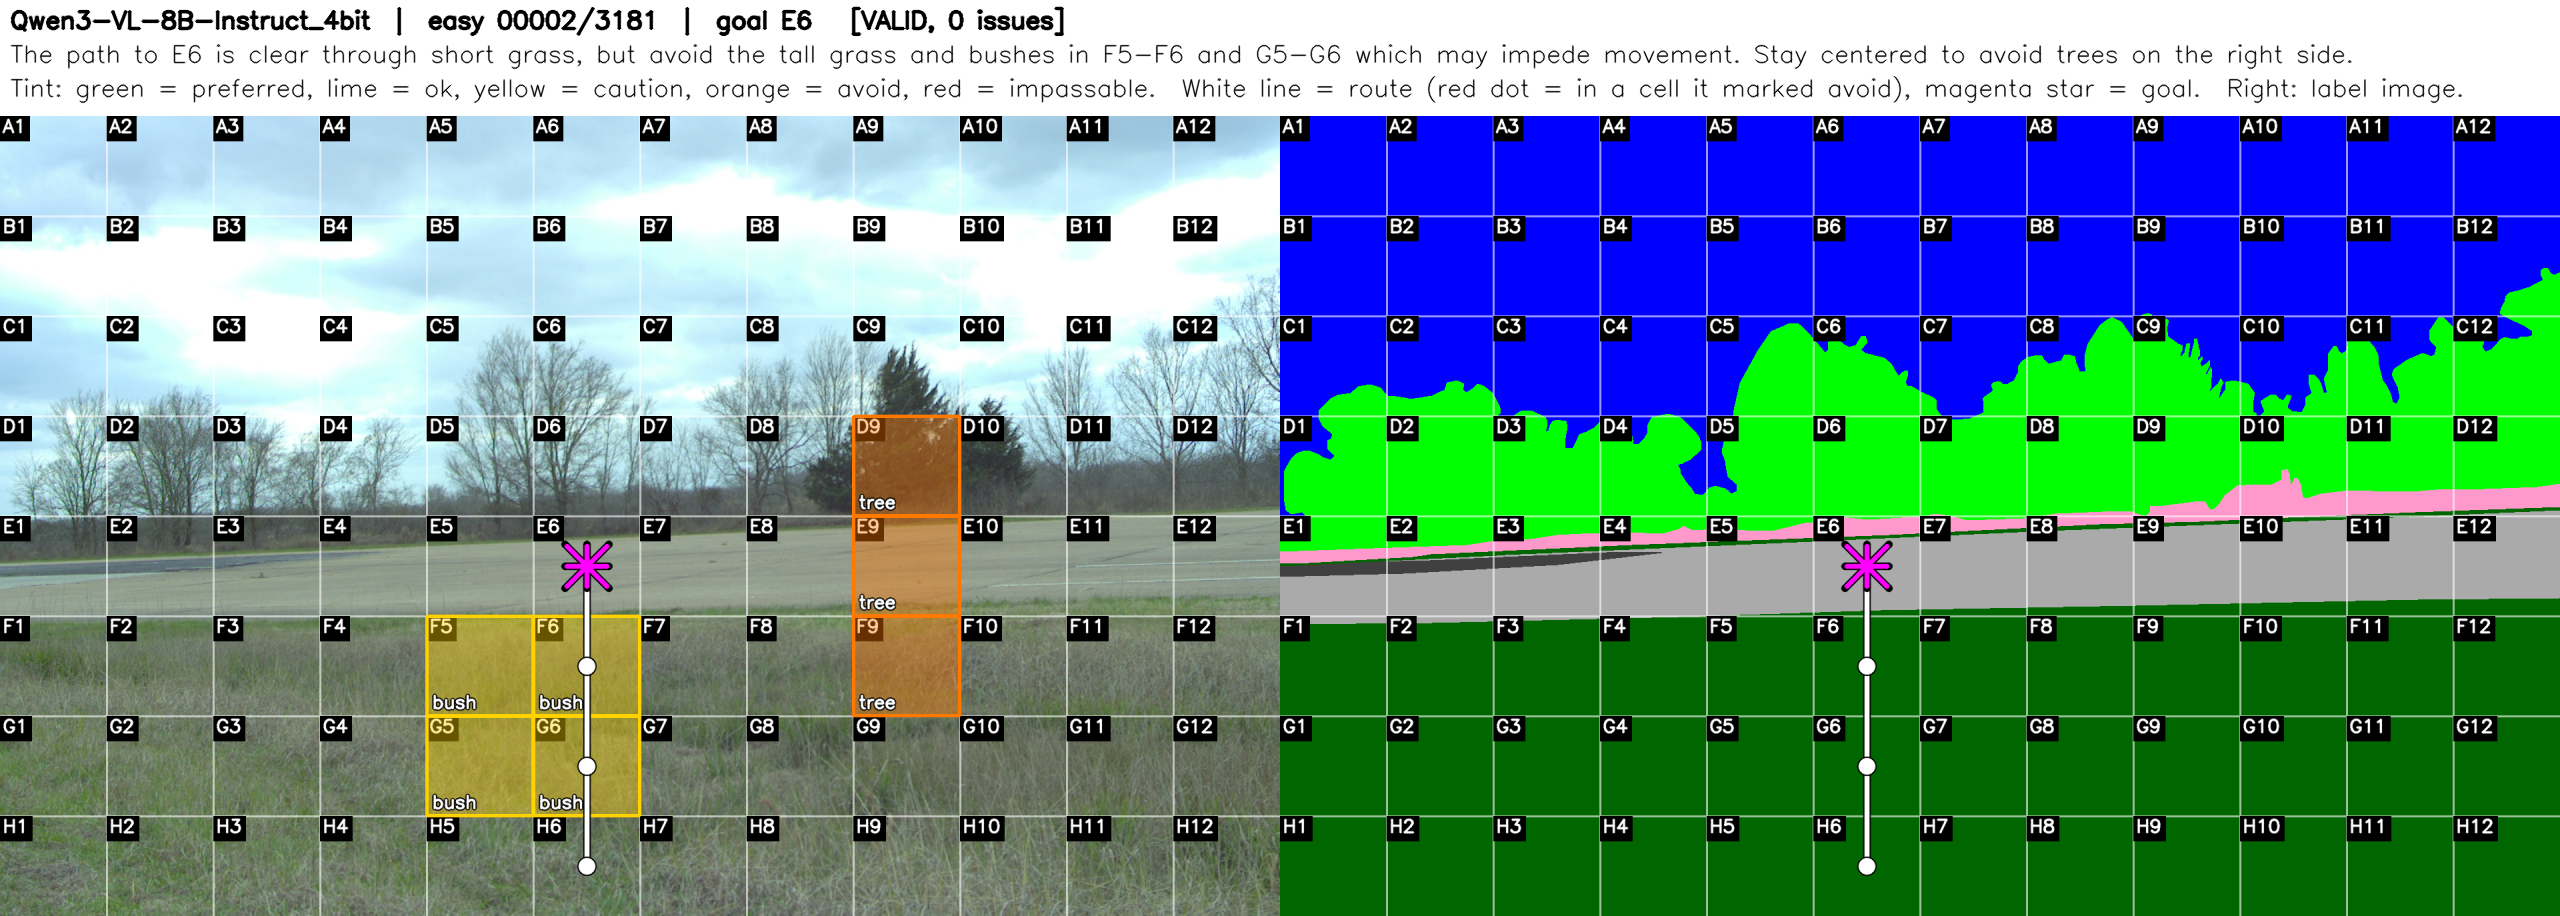 Qwen3-VL-8B-Instruct_4bit | easy 00002/3181 | goal E6 [VALID, 0 issues]
The path to E6 is clear through short grass, but avoid the tall grass and bushes in F5-F6 and G5-G6 which may impede movement. Stay centered to avoid trees on the right side.
Tint: green = preferred, lime = ok, yellow = caution, orange = avoid, red = impassable. White line = route (red dot = in a cell it marked avoid), magenta star = goal. Right: label image.
A1 A2 A3 A4 A5 A6 A7 A8 A9 A10 A11 A12 A1 A2 A3 A4 A5 A6 A7 A8 A9 A10 A11 A12
B1 B2 B3 B4 B5 B6 B7 B8 B9 B10 B11 B12 B1 B2 B3 B4 B5 B6 B7 B8 B9 B10 B11 B12
C1 C2 C3 C4 C5 C6 C7 C8 C9 C10 C11 C12 C1 C2 C3 C4 C5 C6 C7 C8 C9 C10 C11 C12
D1 D2 D3 D4 D5 D6 D7 D8 D9 D10 D11 D12 D1 D2 D3 D4 D5 D6 D7 D8 D9 D10 D11 D12
tree
E1 E2 E3 E4 E5 E6 E7 E8 E9 E10 E11 E12 E1 E2 E3 E4 E5 E6 E7 E8 E9 E10 E11 E12
tree
F1 F2 F3 F4 F5 F6 F7 F8 F9 F10 F11 F12 F1 F2 F3 F4 F5 F6 F7 F8 F9 F10 F11 F12
bush bush tree
G1 G2 G3 G4 G5 G6 G7 G8 G9 G10 G11 G12 G1 G2 G3 G4 G5 G6 G7 G8 G9 G10 G11 G12
bush bush
H1 H2 H3 H4 H5 H6 H7 H8 H9 H10 H11 H12 H1 H2 H3 H4 H5 H6 H7 H8 H9 H10 H11 H12